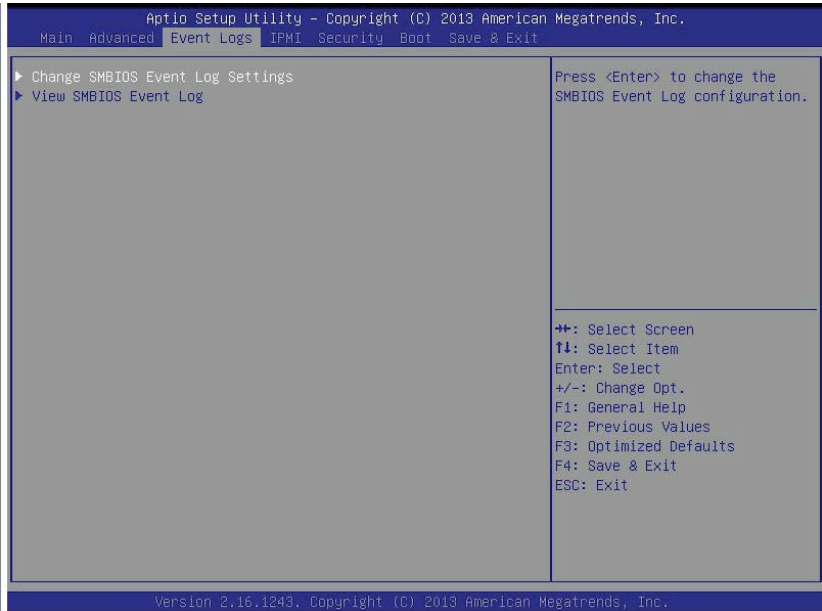 Aptio Setup Utility – Copyright (C) 2013 American Megatrends, Inc.
Main Advanced Event Logs IPMI Security Boot Save & Exit
▶ Change SMBIOS Event Log Settings
▶ View SMBIOS Event Log
Press <Enter> to change the
SMBIOS Event Log configuration.
→←: Select Screen
↑↓: Select Item
Enter: Select
+/-: Change Opt.
F1: General Help
F2: Previous Values
F3: Optimized Defaults
F4: Save & Exit
ESC: Exit
Version 2.16.1243. Copyright (C) 2013 American Megatrends, Inc.